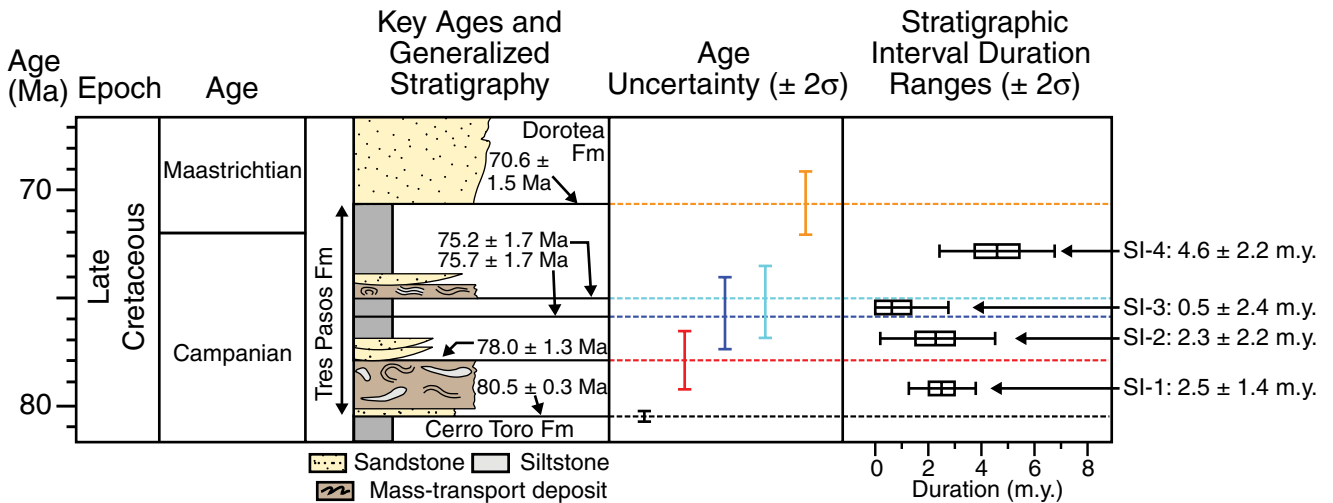 Age
(Ma)
Epoch
Age
Key Ages and
Generalized
Stratigraphy
Age
Uncertainty (± 2σ)
Stratigraphic
Interval Duration
Ranges (± 2σ)
70
80
Late
Cretaceous
Maastrichtian
Campanian
Tres Pasos Fm
Dorotea
Fm
70.6 ±
1.5 Ma
75.2 ± 1.7 Ma
75.7 ± 1.7 Ma
78.0 ± 1.3 Ma
80.5 ± 0.3 Ma
Cerro Toro Fm
SI-4: 4.6 ± 2.2 m.y.
SI-3: 0.5 ± 2.4 m.y.
SI-2: 2.3 ± 2.2 m.y.
SI-1: 2.5 ± 1.4 m.y.
0 2 4 6 8
Duration (m.y.)
Sandstone
Siltstone
Mass-transport deposit